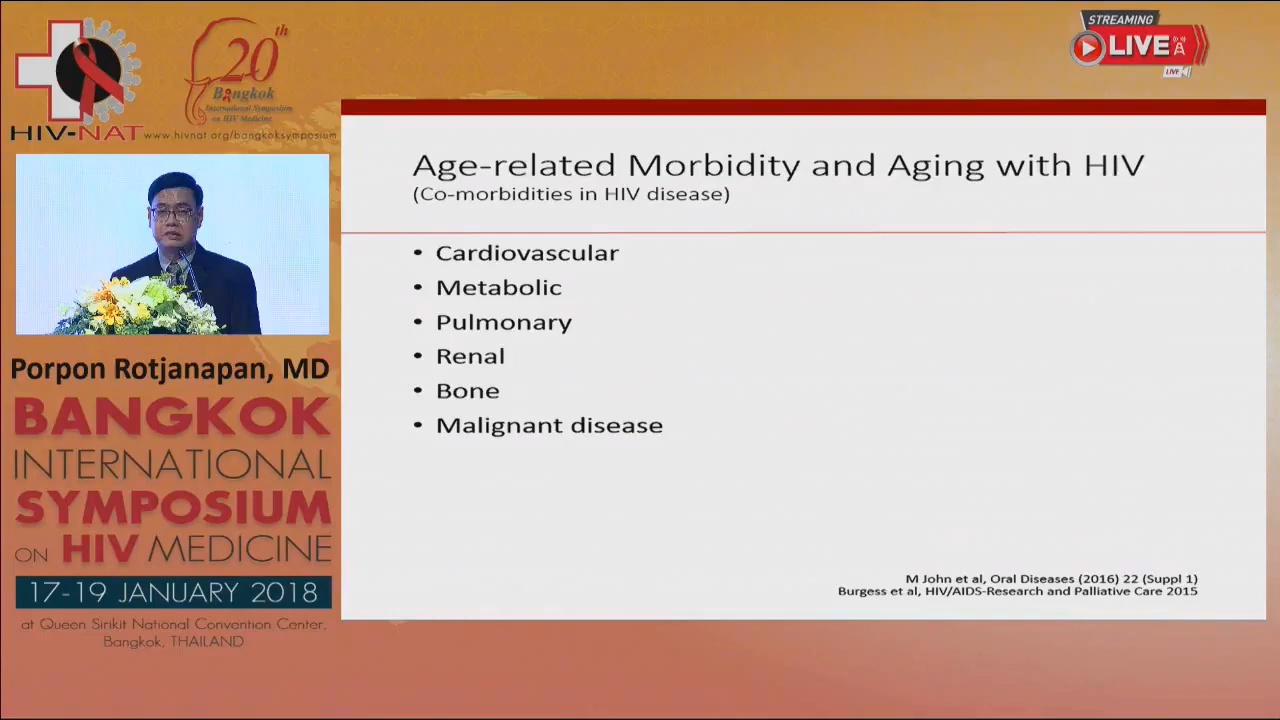 HIV-NAT
www.hivnat.org/bangkoksymposium
20th
Bangkok
International Symposium
on HIV Medicine
STREAMING
LIVE
LIVE
Porpon Rotjanapan, MD
BANGKOK
INTERNATIONAL
SYMPOSIUM
ON HIV MEDICINE
17-19 JANUARY 2018
at Queen Sirikit National Convention Center,
Bangkok, THAILAND
Age-related Morbidity and Aging with HIV
(Co-morbidities in HIV disease)
• Cardiovascular
• Metabolic
• Pulmonary
• Renal
• Bone
• Malignant disease
M John et al, Oral Diseases (2016) 22 (Suppl 1)
Burgess et al, HIV/AIDS-Research and Palliative Care 2015